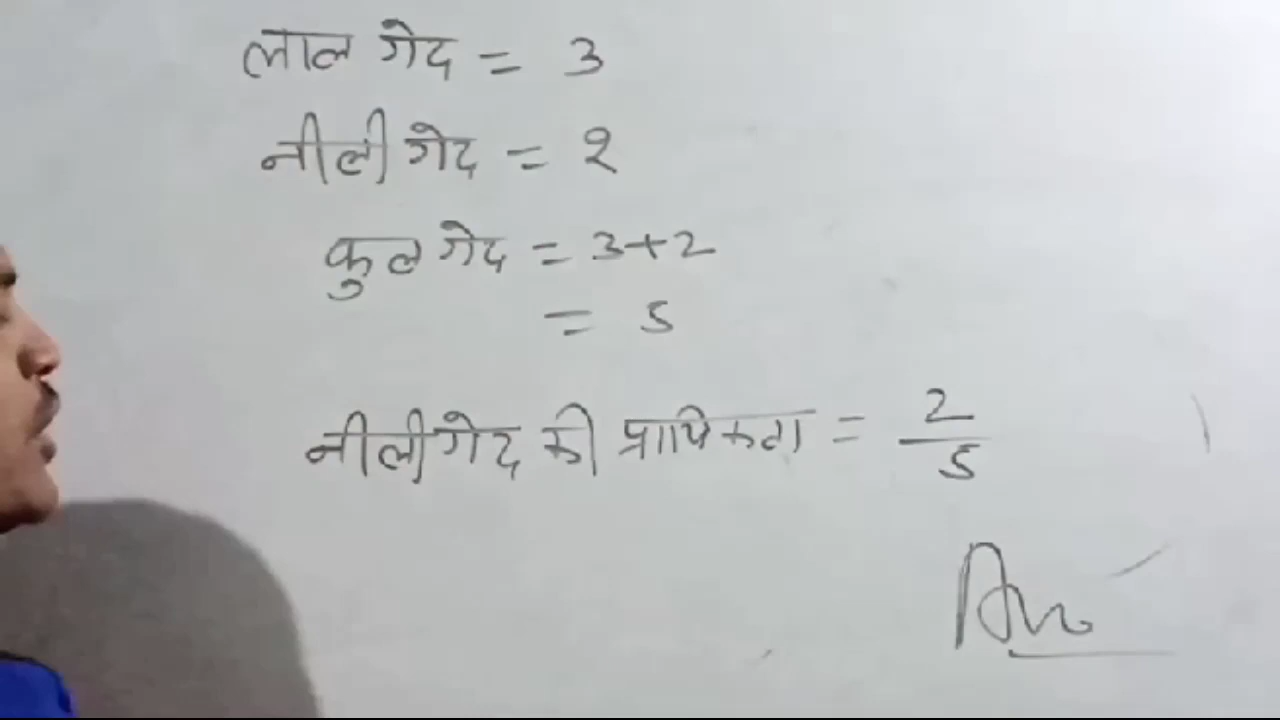 लाल गेद = 3
नीली गेद = 2
कुल गेद = 3+2
= 5
नीली गेद की प्रायिकता = 2/5
Ans